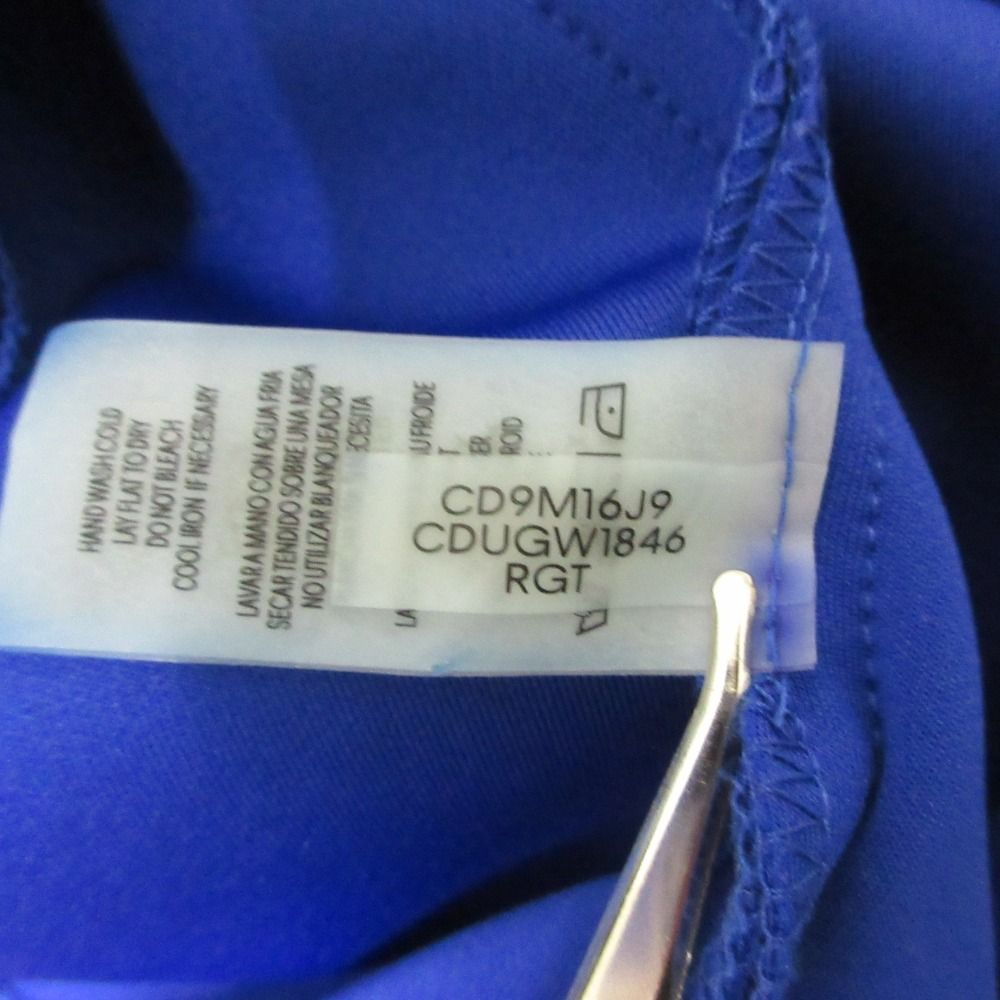 HAND WASH COLD
LAY FLAT TO DRY
DO NOT BLEACH
COOL IRON IF NECESSARY
LAVAR A MANO CON AGUA FRIA
SECAR TENDIDO SOBRE UNA MESA
NO UTILIZAR BLANQUEADOR
CD9M16J9
CDUGW1846
RGT